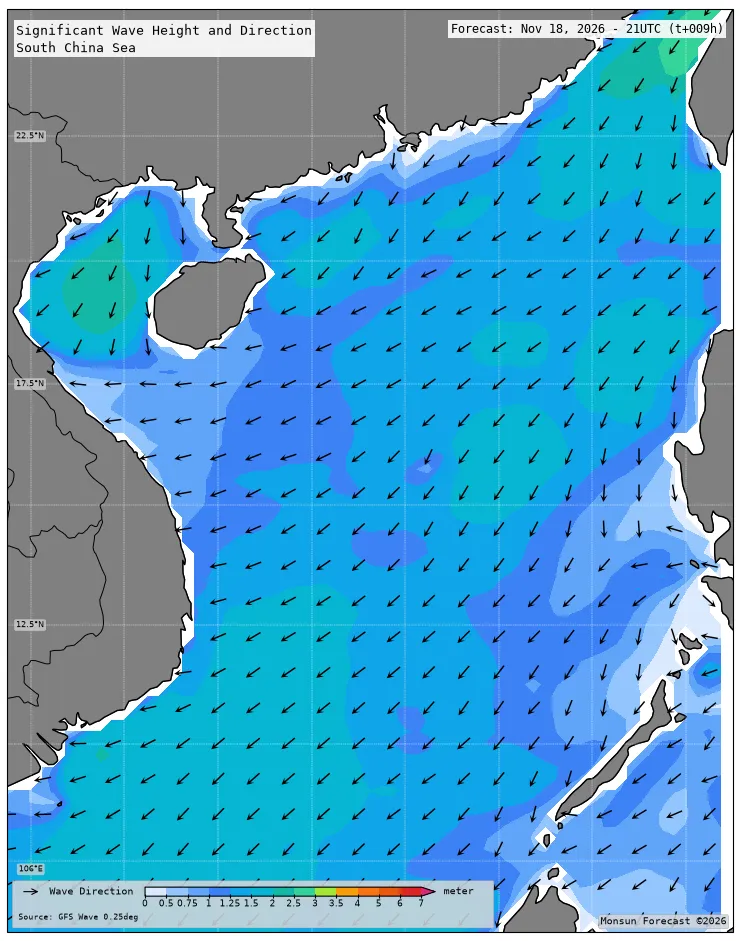 Significant Wave Height and Direction
South China Sea
Forecast: Nov 18, 2026 - 21UTC (t+009h)
22.5°N
17.5°N
12.5°N
106°E
Wave Direction
0 0.5 0.75 1 1.25 1.5 2 2.5 3 3.5 4 5 6 7
meter
Source: GFS Wave 0.25deg
Monsun Forecast ©2026